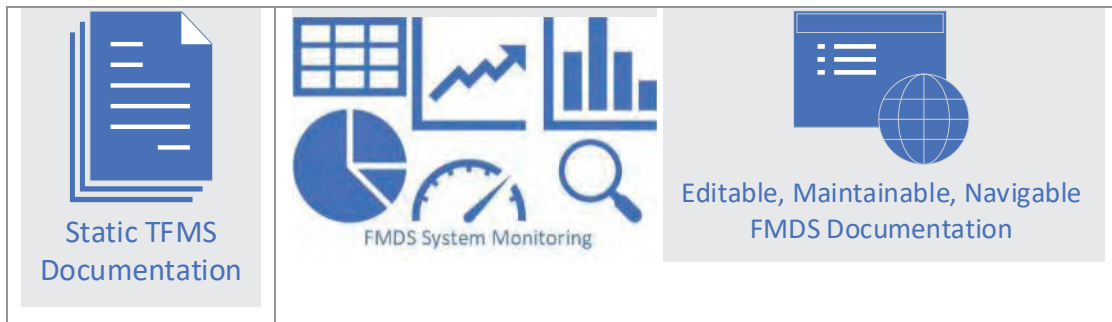 Static TFMS
Documentation
FMDS System Monitoring
Editable, Maintainable, Navigable
FMDS Documentation